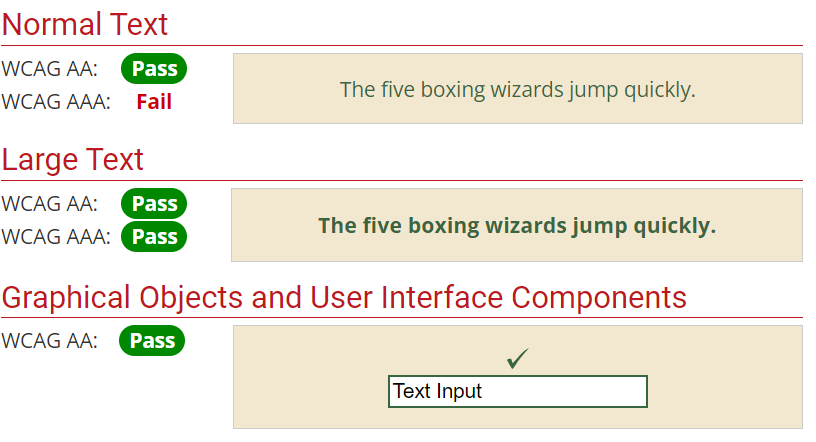 Normal Text
WCAG AA: Pass
The five boxing wizards jump quickly.
WCAG AAA: Fail
Large Text
WCAG AA: Pass
The five boxing wizards jump quickly.
WCAG AAA: Pass
Graphical Objects and User Interface Components
WCAG AA: Pass
✓
Text Input